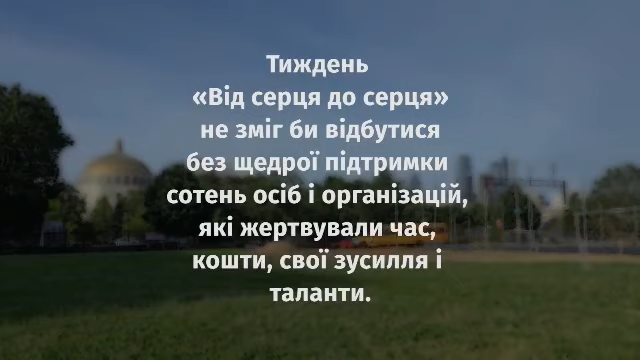 Тиждень
«Від серця до серця»
не зміг би відбутися
без щедрої підтримки
сотень осіб і організацій,
які жертвували час,
кошти, свої зусилля і
таланти.